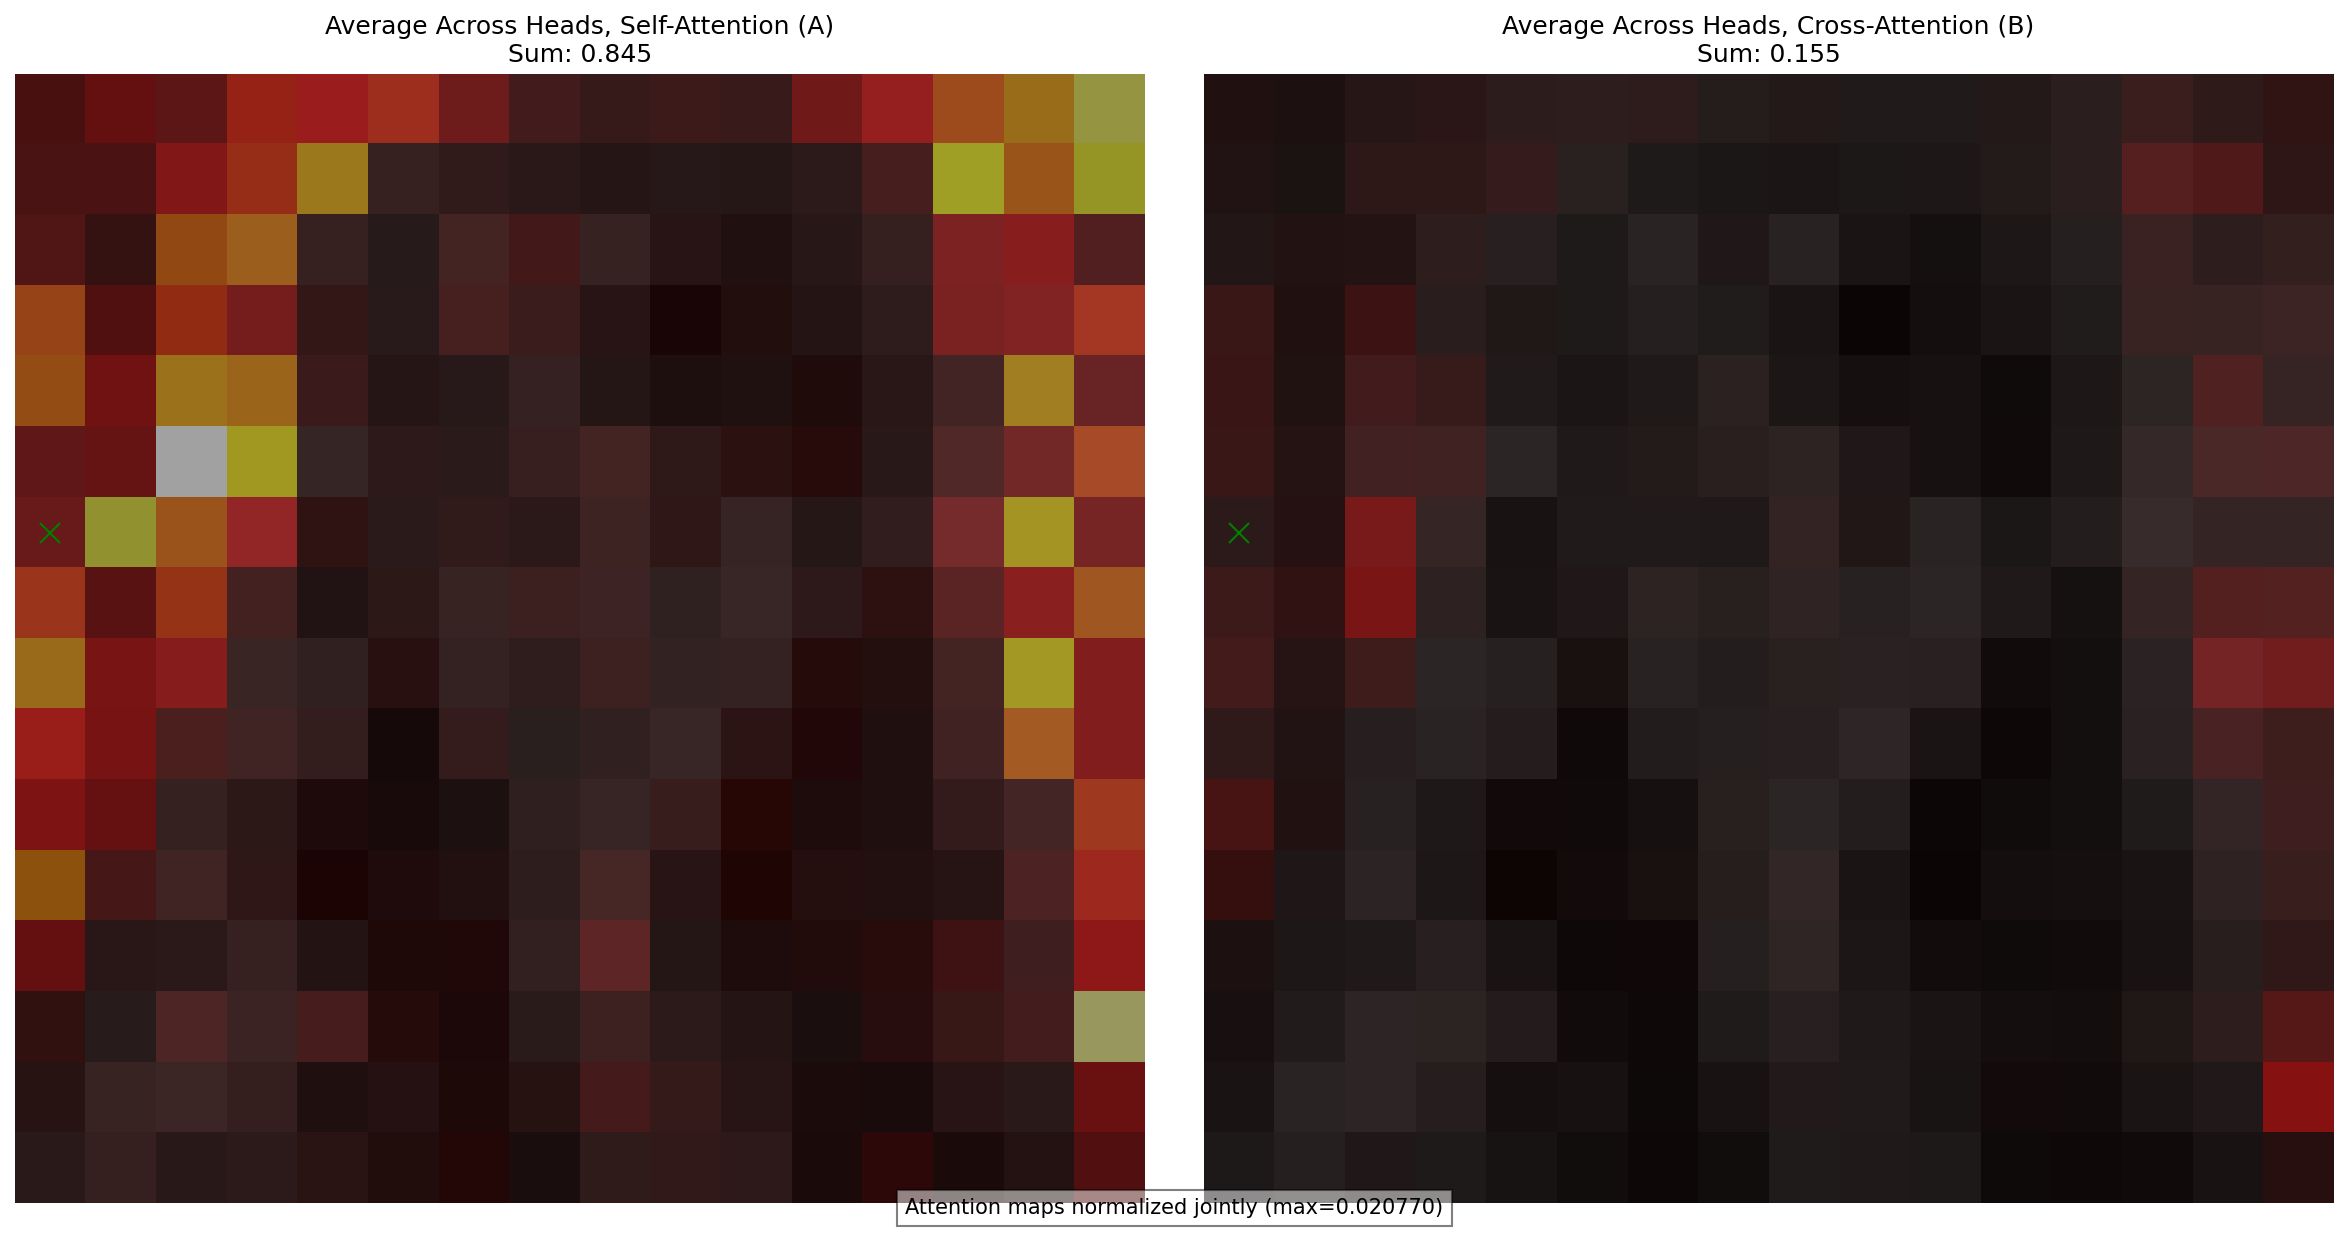 Average Across Heads, Self-Attention (A)
Sum: 0.845
Average Across Heads, Cross-Attention (B)
Sum: 0.155
Attention maps normalized jointly (max=0.020770)